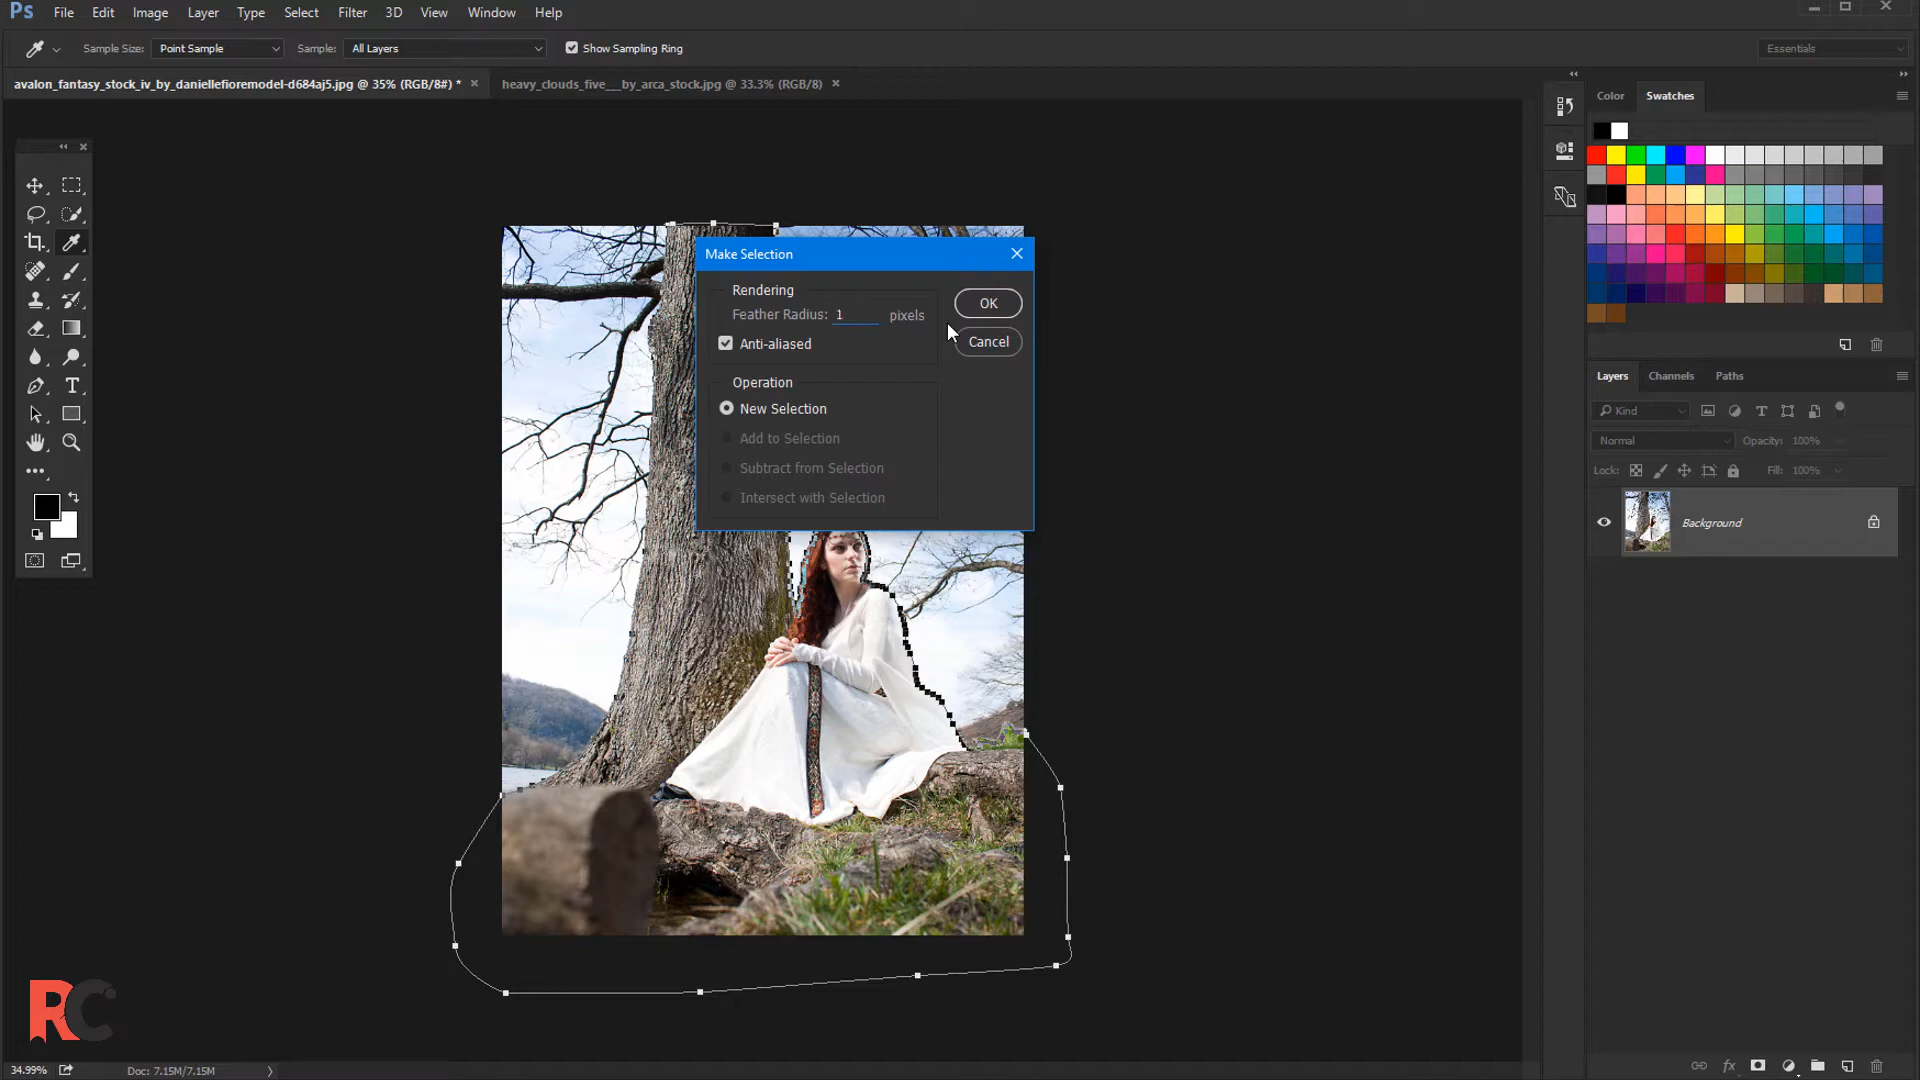 Ps File Edit Image Layer Type Select Filter 3D View Window Help
Sample Size: Point Sample Sample: All Layers Show Sampling Ring Essentials
avalon_fantasy_stock_iv_by_daniellefioremodel-d684aj5.jpg @ 35% (RGB/8#) * heavy_clouds_five___by_arca_stock.jpg @ 33.3% (RGB/8)
Color Swatches
Make Selection
Rendering
Feather Radius: 1 pixels
OK
Anti-aliased
Cancel
Operation
New Selection
Add to Selection
Subtract from Selection
Intersect with Selection
Layers Channels Paths
Kind
Normal Opacity: 100%
Lock: Fill: 100%
Background
RC
34.99% Doc: 7.15M/7.15M